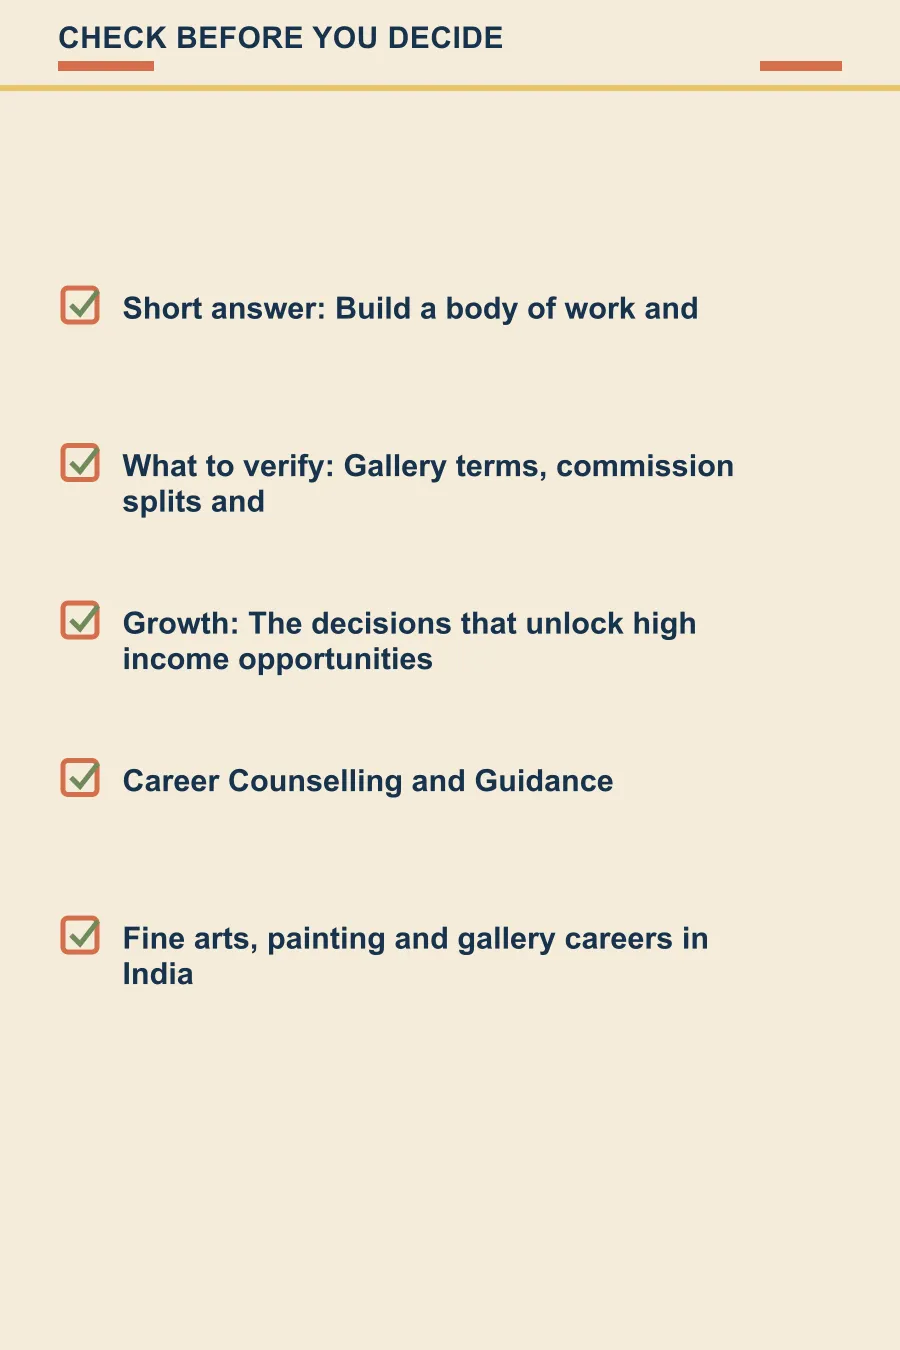 CHECK BEFORE YOU DECIDE
Short answer: Build a body of work and
What to verify: Gallery terms, commission
splits and
Growth: The decisions that unlock high
income opportunities
Career Counselling and Guidance
Fine arts, painting and gallery careers in
India